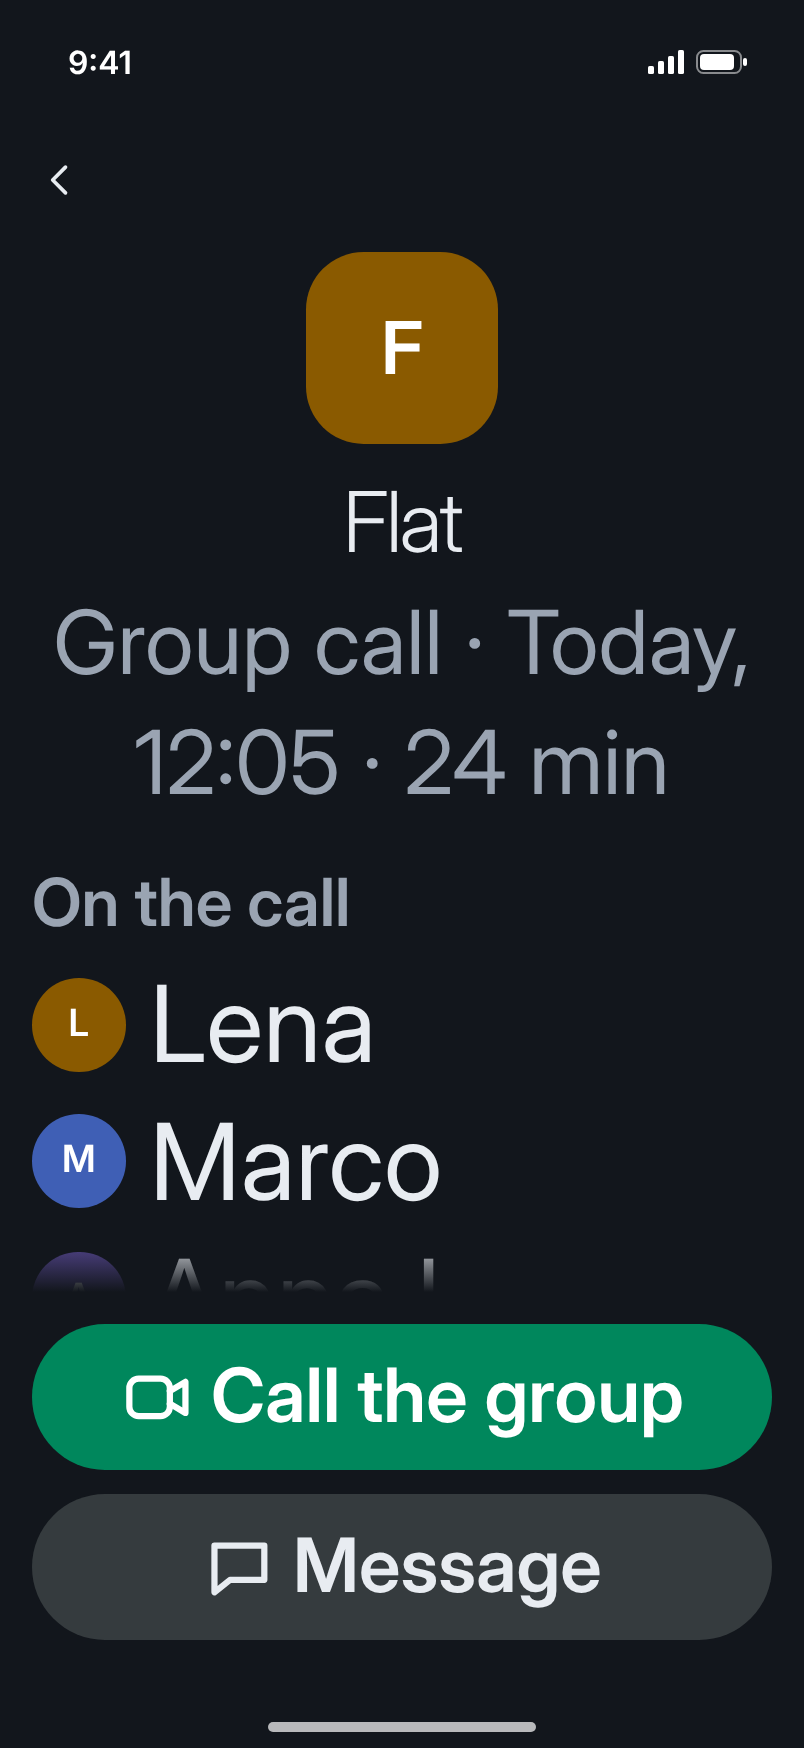 9:41
F
Flat
Group call · Today,
12:05 · 24 min
On the call
L
Lena
M
Marco
Call the group
Message